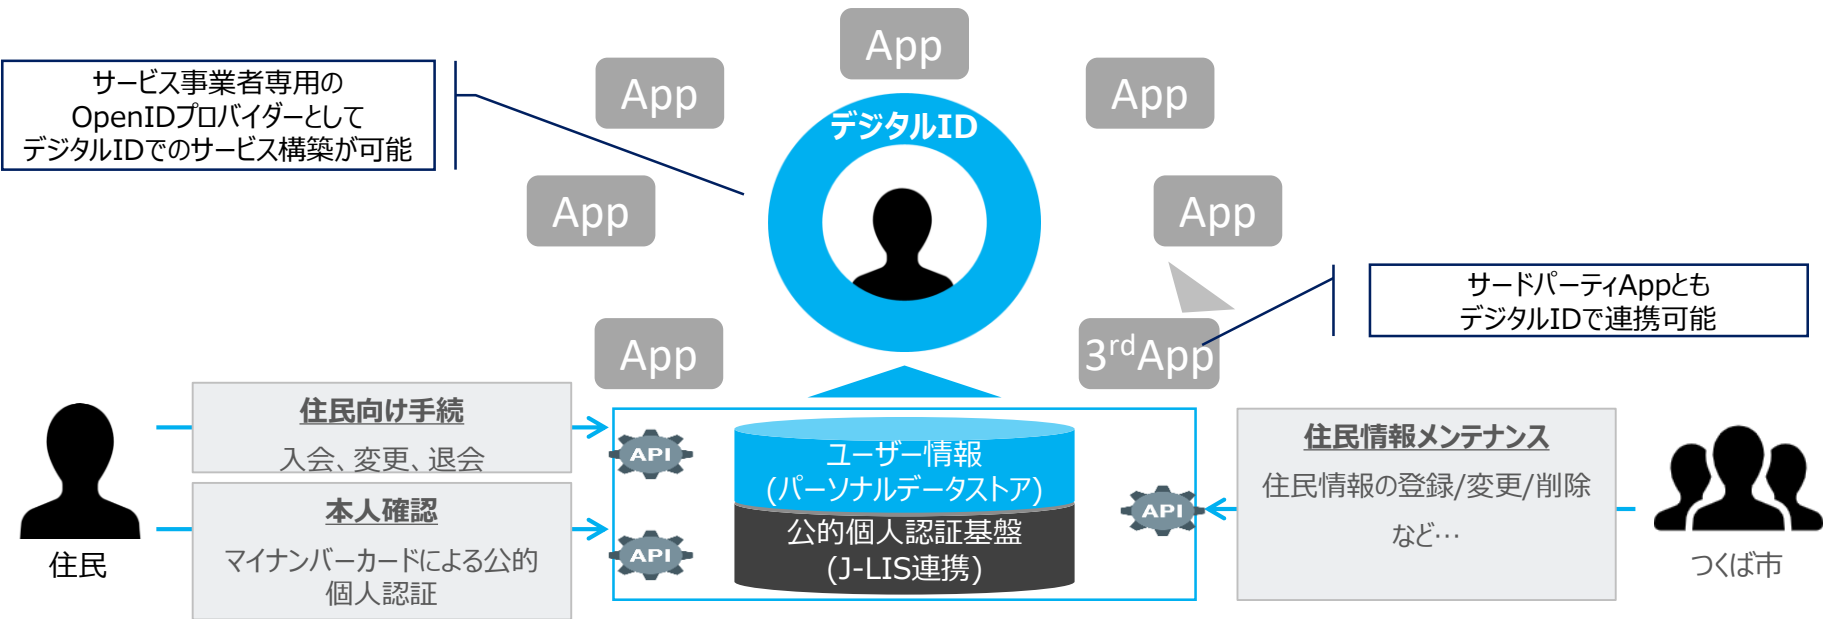 App
サービス事業者専用の
OpenIDプロバイダーとして
デジタルIDでのサービス構築が可能
App
App
デジタルID
App
App
サードパーティAppとも
デジタルIDで連携可能
App
3rdApp
住民向け手続
入会、変更、退会
本人確認
マイナンバーカードによる公的
個人認証
住民
API
API
ユーザー情報
(パーソナルデータストア)
公的個人認証基盤
(J-LIS連携)
API
住民情報メンテナンス
住民情報の登録/変更/削除
など…
つくば市